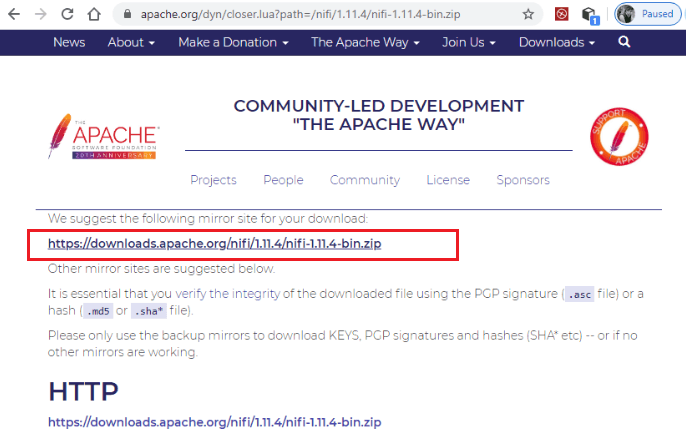 apache.org/dyn/closer.lua?path=/nifi/1.11.4/nifi-1.11.4-bin.zip
1
Paused
News About Make a Donation The Apache Way Join Us Downloads
COMMUNITY-LED DEVELOPMENT
"THE APACHE WAY"
THE
APACHE®
SOFTWARE FOUNDATION
20TH ANNIVERSARY
SUPPORT
APACHE
Projects People Community License Sponsors
We suggest the following mirror site for your download:
https://downloads.apache.org/nifi/1.11.4/nifi-1.11.4-bin.zip
Other mirror sites are suggested below.
It is essential that you verify the integrity of the downloaded file using the PGP signature (.asc file) or a
hash (.md5 or .sha* file).
Please only use the backup mirrors to download KEYS, PGP signatures and hashes (SHA* etc) -- or if no
other mirrors are working.
HTTP
https://downloads.apache.org/nifi/1.11.4/nifi-1.11.4-bin.zip